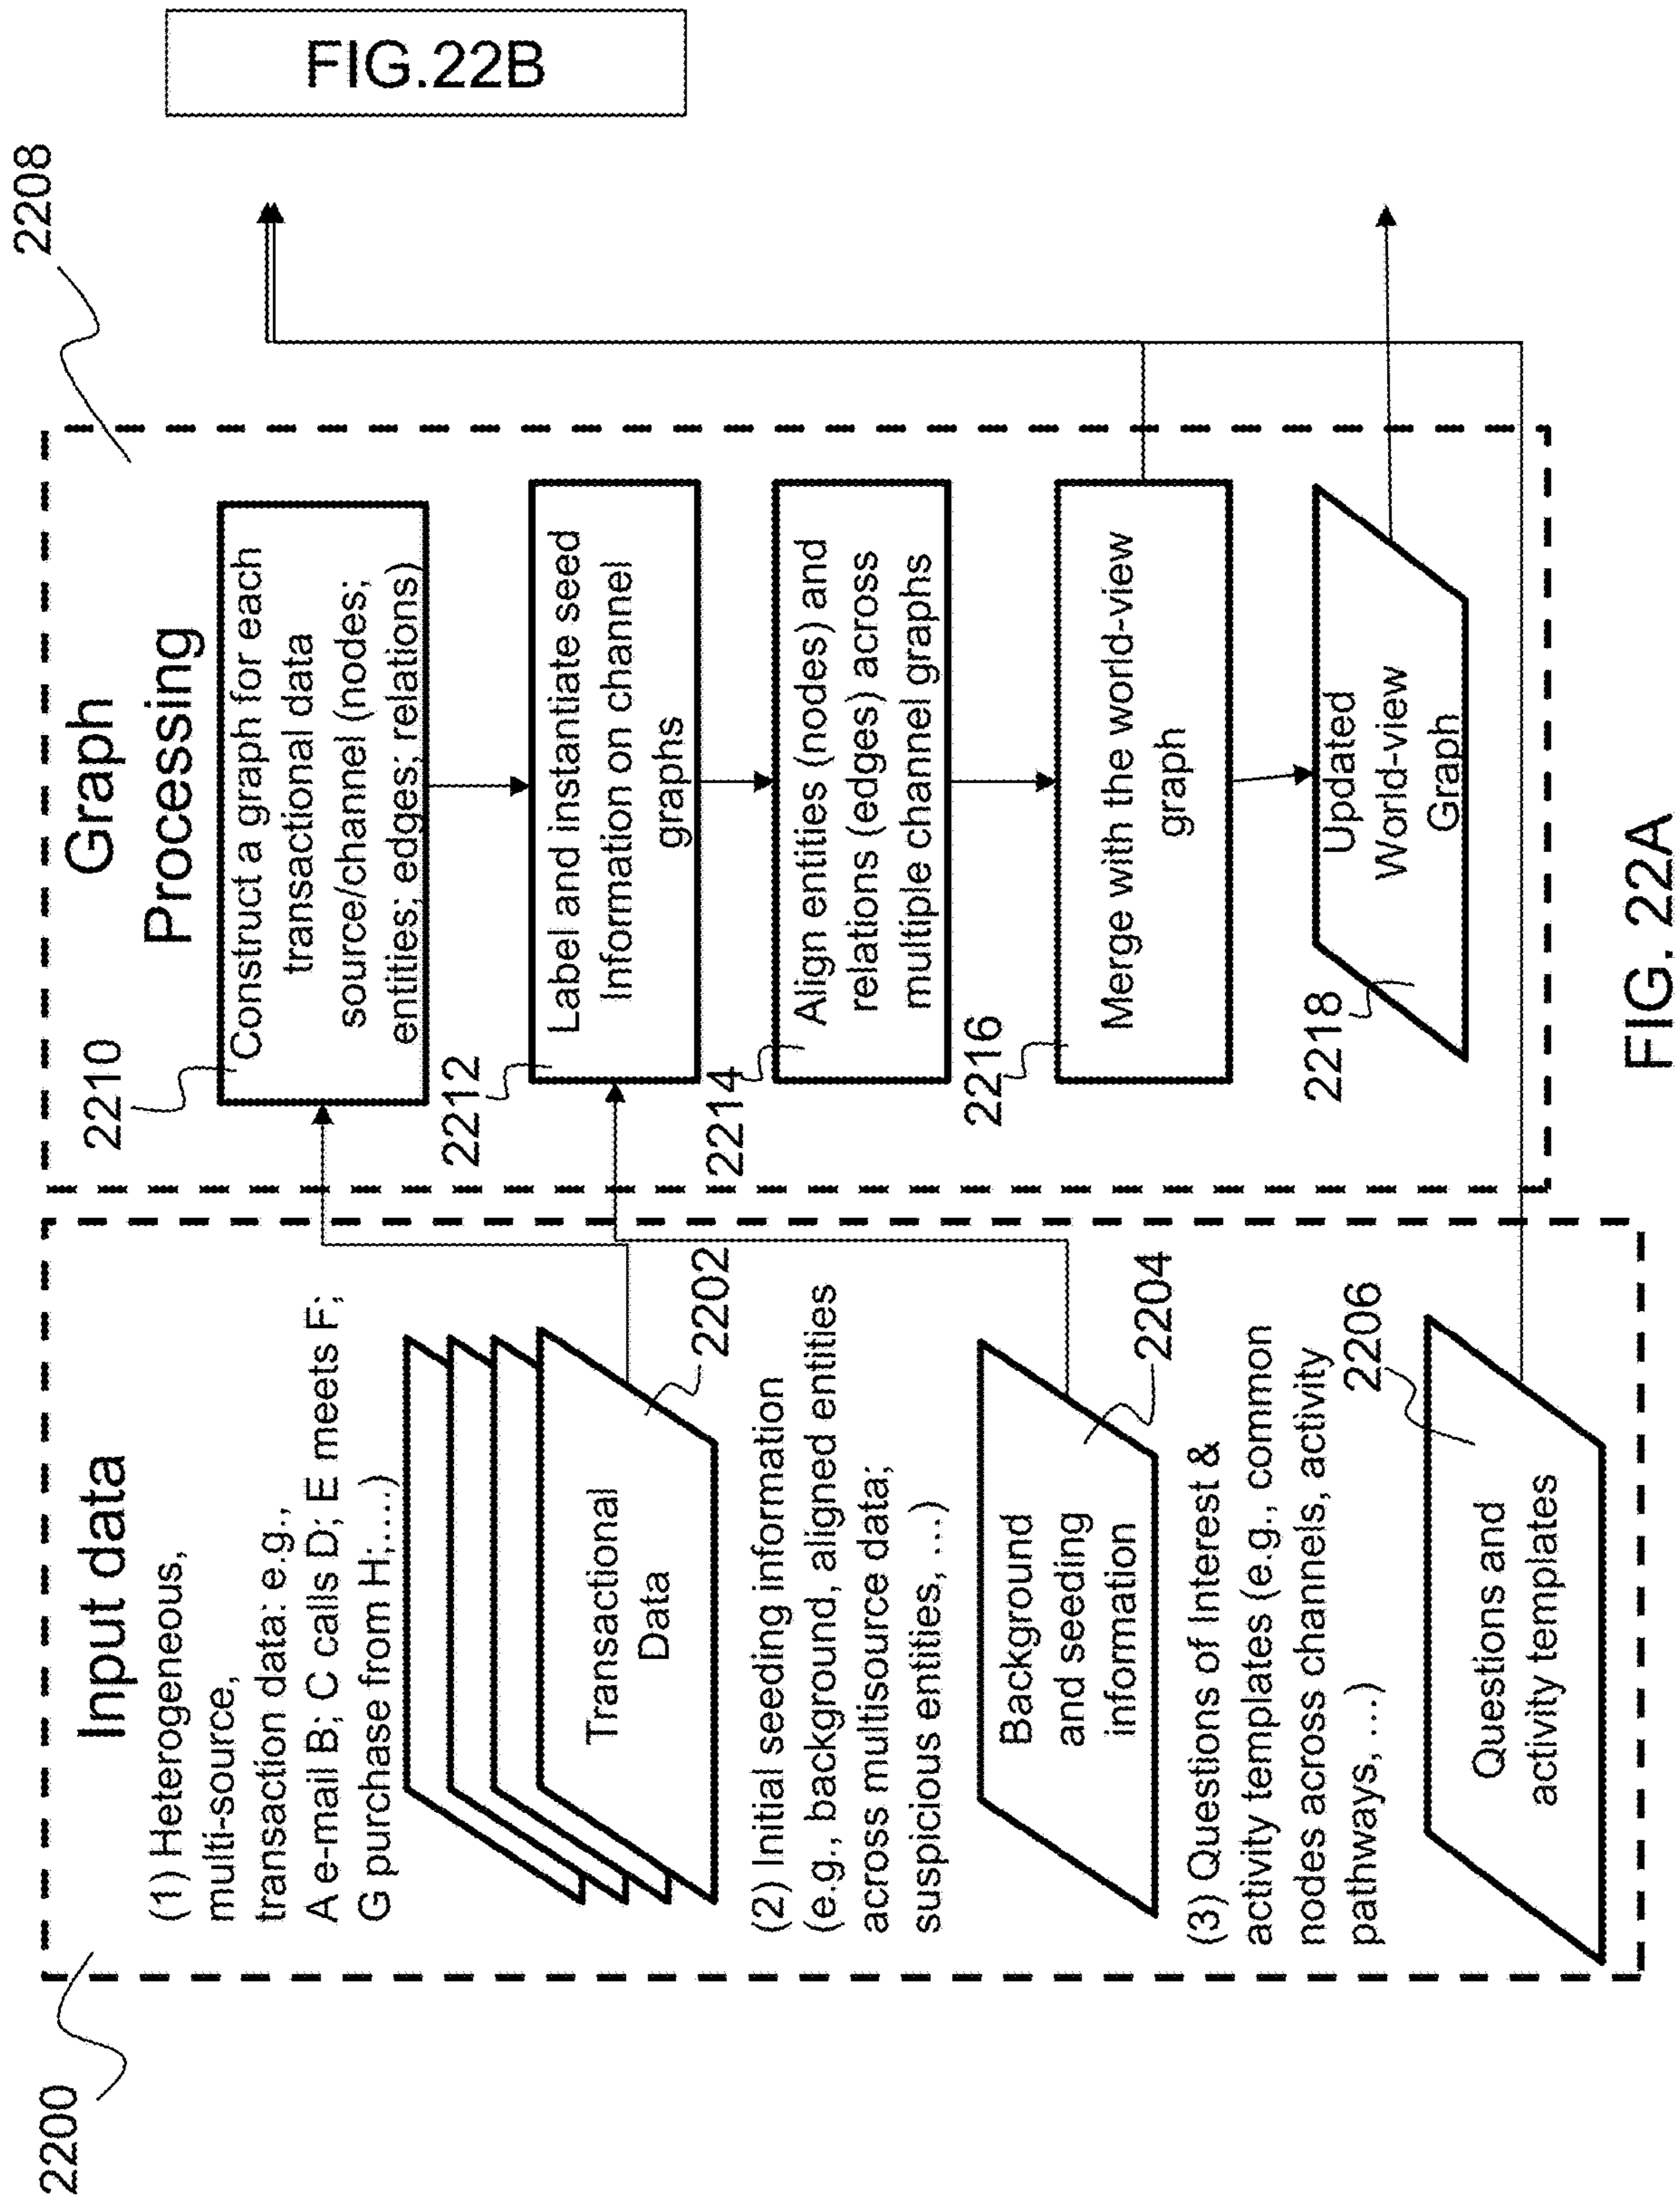 2200
Input data
(1) Heterogeneous,
multi-source,
transaction data: e.g.,
A e-mail B; C calls D; E meets F;
G purchase from H;....)
Transactional
Data
2202
(2) Initial seeding information
(e.g., background, aligned entities
across multisource data;
suspicious entities, ...)
Background
and seeding
information
2204
(3) Questions of Interest &
activity templates (e.g., common
nodes across channels, activity
pathways, ...)
2206
Questions and
activity templates
2208
Graph
Processing
2210
Construct a graph for each
transactional data
source/channel (nodes;
entities; edges; relations)
2212
Label and instantiate seed
Information on channel
graphs
2214
Align entities (nodes) and
relations (edges) across
multiple channel graphs
2216
Merge with the world-view
graph
2218
Updated
World-view
Graph
FIG.22B
FIG. 22A